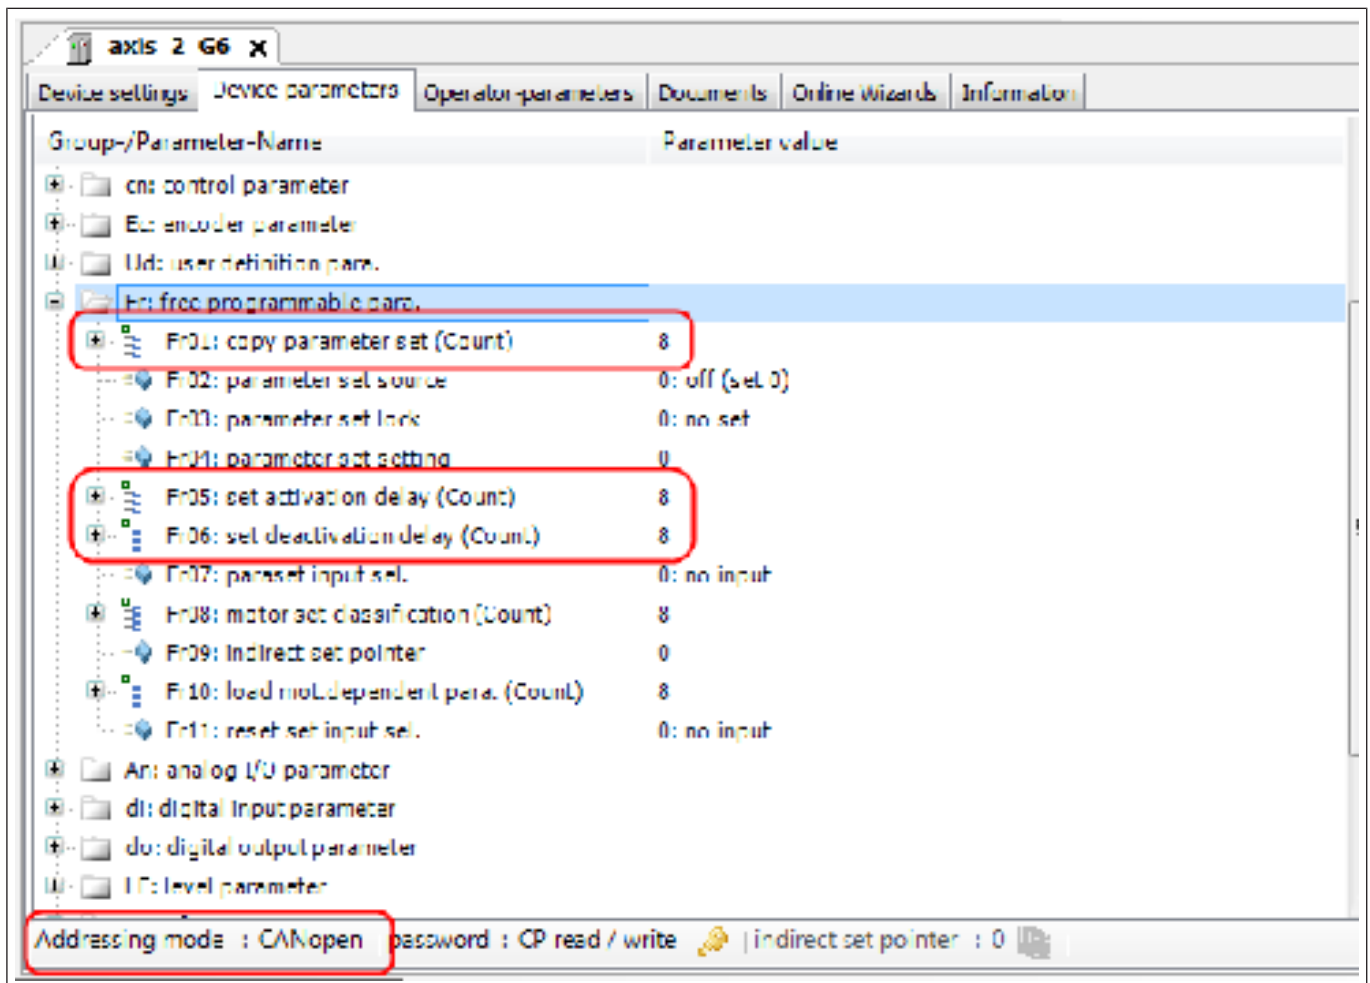 axis 2 G6 x
Device settings Device parameters Operator-parameters Documents Online Wizards Information
Group-/Parameter-Name Parameter value
cn: control parameter
Ec: encoder parameter
Ud: user definition para.
Fr: free programmable para.
Fr01: copy parameter set (Count) 8
Fr02: parameter set source 0: off (set 0)
Fr03: parameter set lock 0: no set
Fr04: parameter set setting 0
Fr05: set activation delay (Count) 8
Fr06: set deactivation delay (Count) 8
Fr07: paraset input sel. 0: no input
Fr08: motor set classification (Count) 8
Fr09: indirect set pointer 0
Fr10: load mot.dependent para. (Count) 8
Fr11: reset set input sel. 0: no input
An: analog I/O parameter
di: digital input parameter
do: digital output parameter
LE: level parameter
Addressing mode : CANopen password : CP read / write indirect set pointer : 0